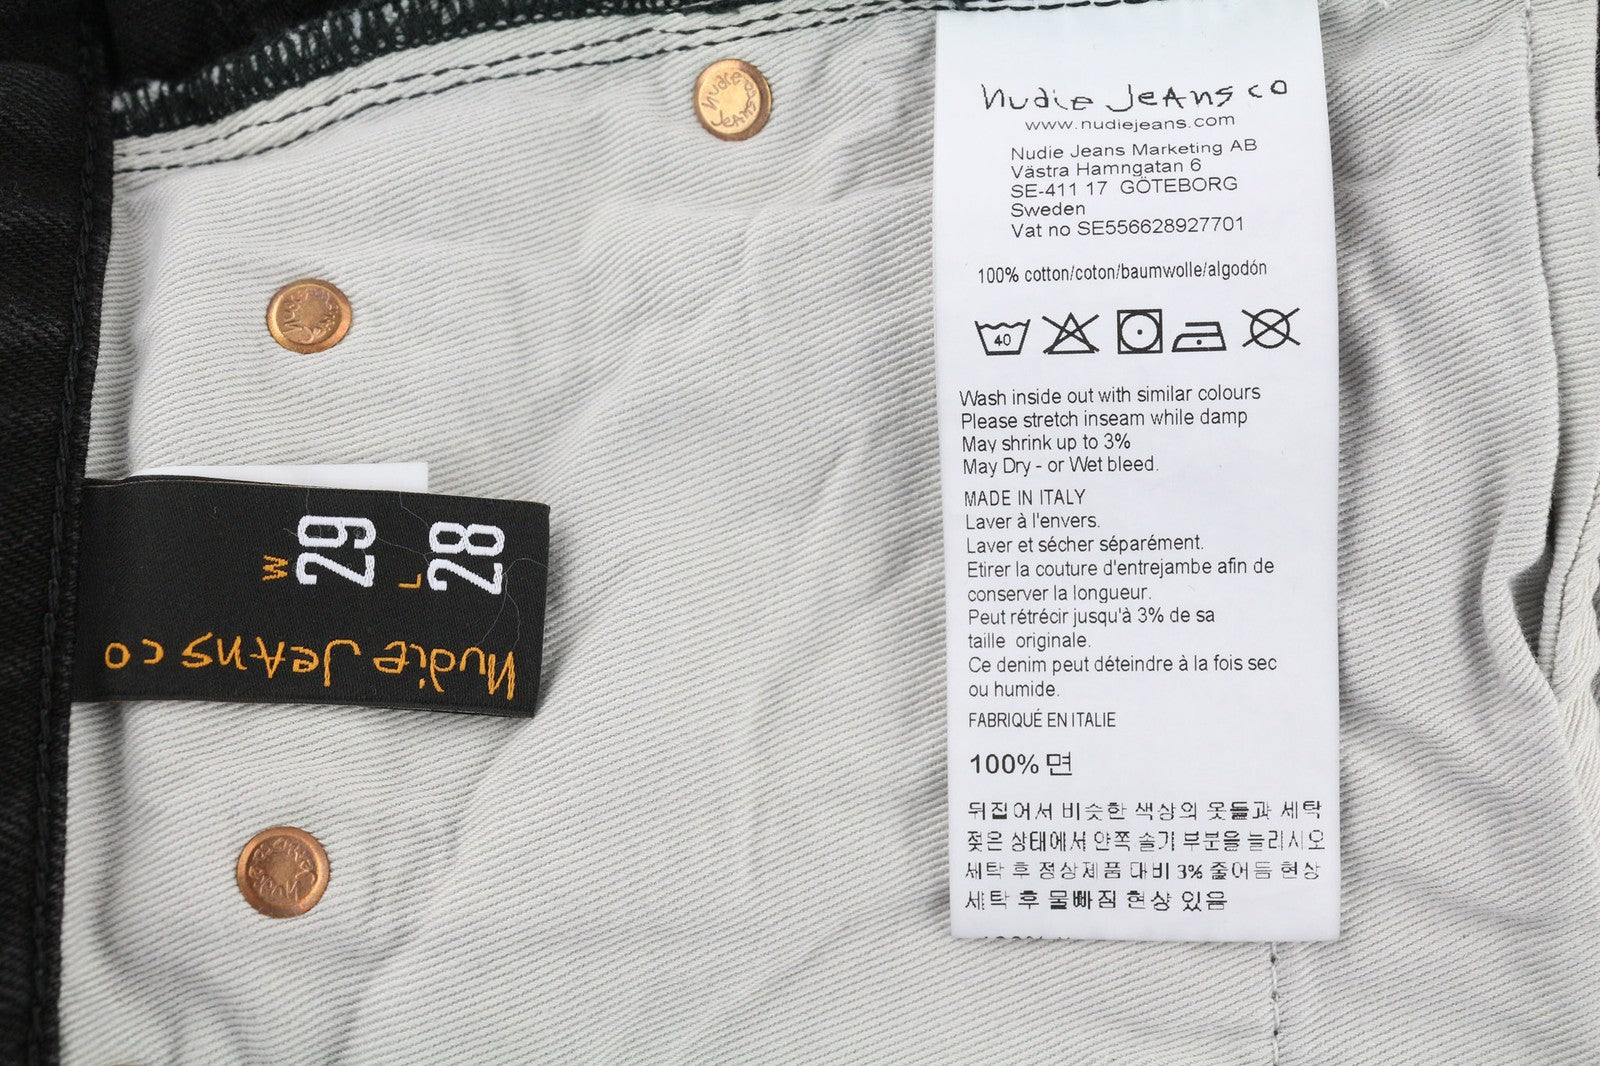 Nudie Jeans co
www.nudiejeans.com
Nudie Jeans Marketing AB
Västra Hamngatan 6
SE-411 17 GÖTEBORG
Sweden
Vat no SE556628927701
100% cotton/coton/baumwolle/algodón
40
Wash inside out with similar colours
Please stretch inseam while damp
May shrink up to 3%
May Dry - or Wet bleed.
MADE IN ITALY
Laver à l'envers.
Laver et sécher séparément.
Etirer la couture d'entrejambe afin de
conserver la longueur.
Peut rétrécir jusqu'à 3% de sa
taille originale.
Ce denim peut déteindre à la fois sec
ou humide.
FABRIQUÉ EN ITALIE
100% 면
뒤집어서 비슷한 색상의 옷들과 세탁
젖은 상태에서 안쪽 솔기 부분을 늘리시오
세탁 후 정상제품 대비 3% 줄어듬 현상
세탁 후 물빠짐 현상 있음
W 29
L 28
Nudie Jeans co
Nudie
Jeans
Nudie
Jeans
Nudie
Jeans